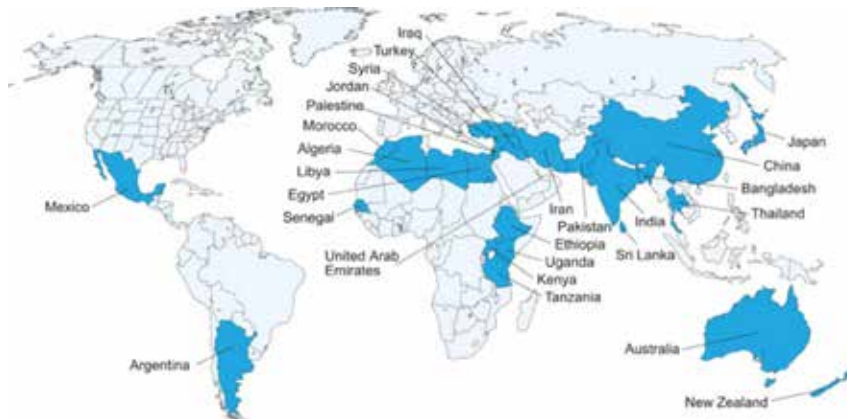 Iraq
Turkey
Syria
Jordan
Palestine
Morocco
Algeria
Libya
Egypt
Senegal
Mexico
United Arab
Emirates
Iran
Pakistan
Ethiopia
Uganda
Kenya
Tanzania
India
Sri Lanka
Japan
China
Bangladesh
Thailand
Argentina
Australia
New Zealand